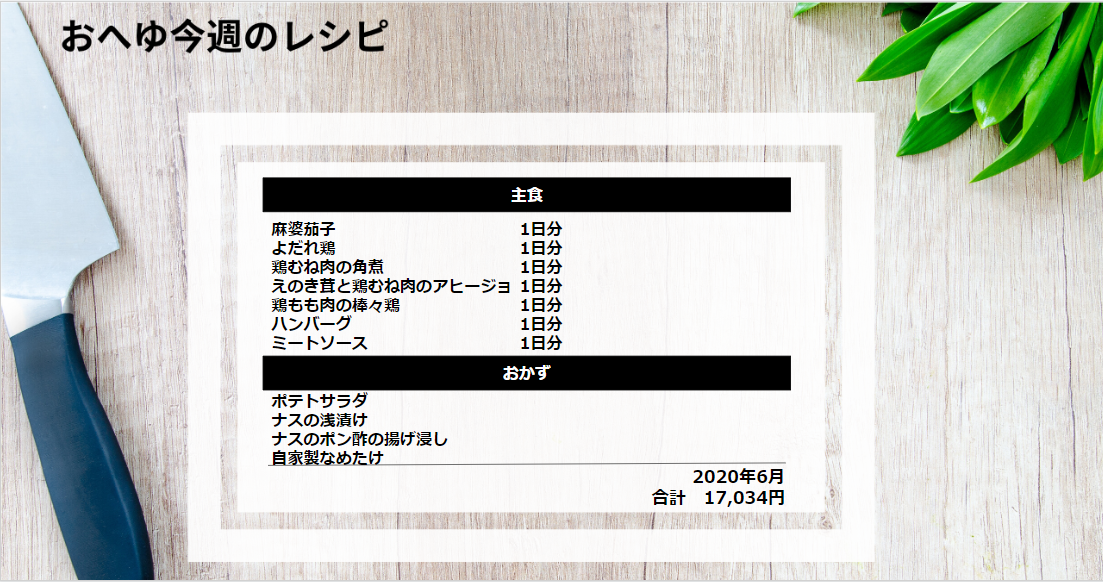 おへゆ今週のレシピ
主食
麻婆茄子 1日分
よだれ鶏 1日分
鶏むね肉の角煮 1日分
えのき茸と鶏むね肉のアヒージョ 1日分
鶏もも肉の棒々鶏 1日分
ハンバーグ 1日分
ミートソース 1日分
おかず
ポテトサラダ
ナスの浅漬け
ナスのポン酢の揚げ浸し
自家製なめたけ
2020年6月
合計 17,034円